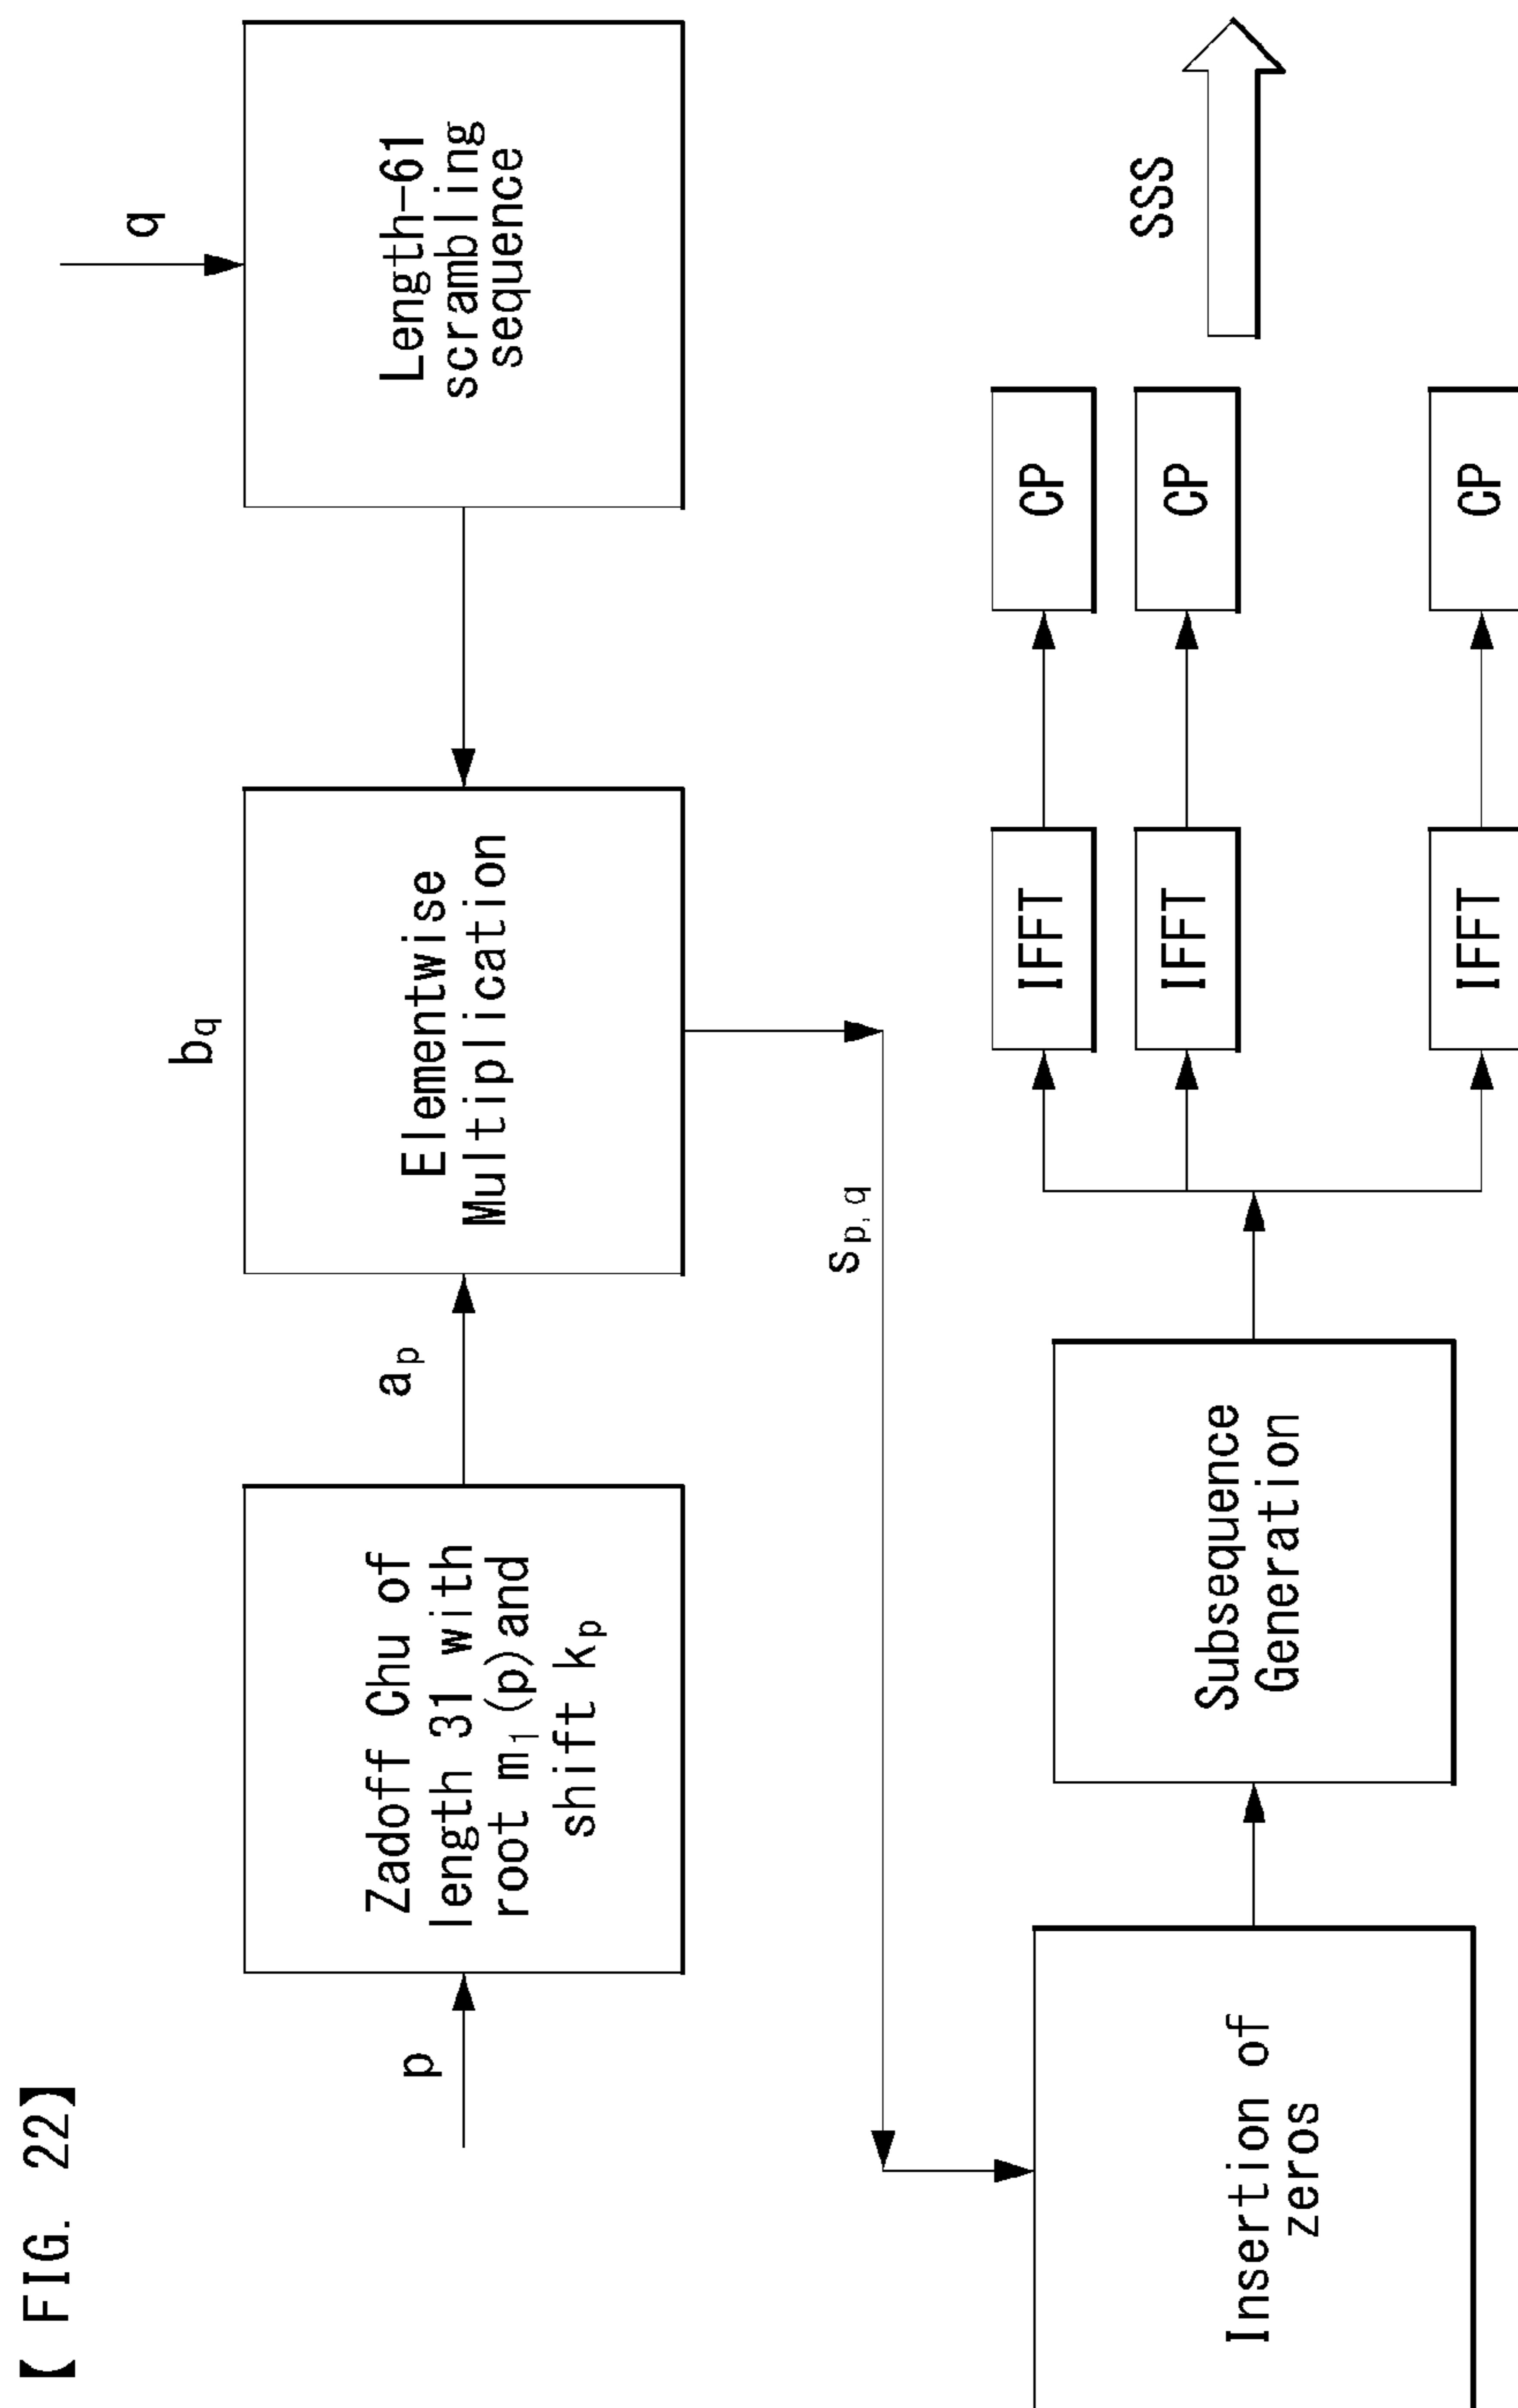 【 FIG. 22】
p
Zadoff Chu of
length 31 with
root m1(p)and
shift kp
ap
bq
Elementwise
Multiplication
q
Length-61
scrambling
sequence
sp,q
Insertion of
zeros
Subsequence
Generation
IFFT
CP
IFFT
CP
IFFT
CP
SSS